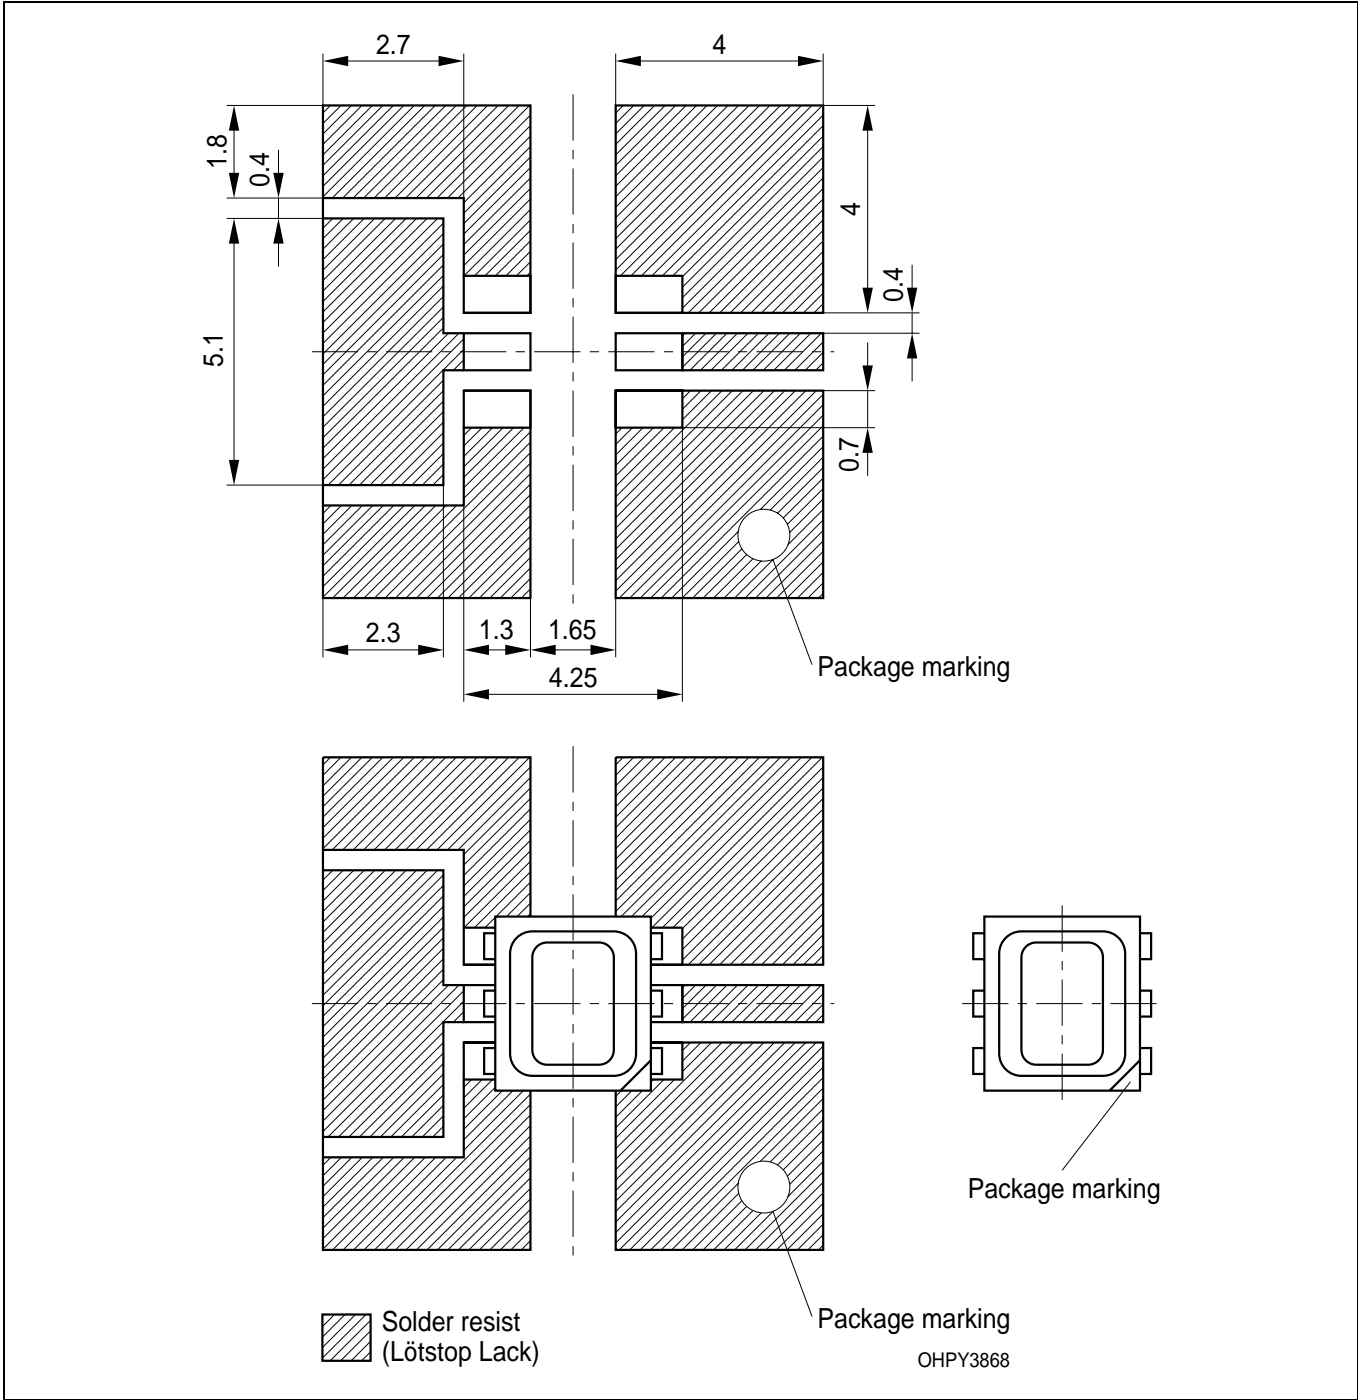 2.7
4
1.8
0.4
4
0.4
5.1
0.7
2.3
1.3
1.65
4.25
Package marking
Package marking
Package marking
Solder resist
(Lötstop Lack)
OHPY3868